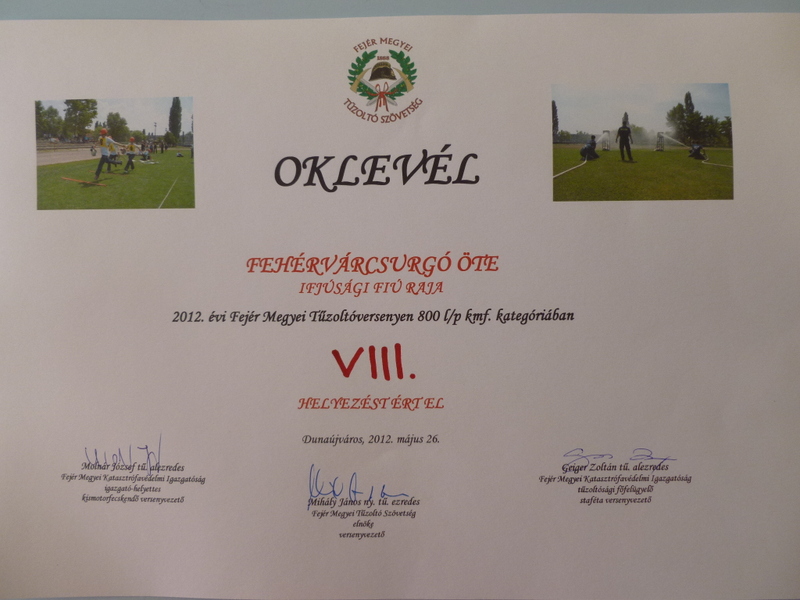 FEJÉR MEGYEI
TŰZOLTÓ SZÖVETSÉG
OKLEVÉL
FEHÉRVÁRCSURGÓ ÖTE
IFJÚSÁGI FIÚ RAJA
2012. évi Fejér Megyei Tűzoltóversenyen 800 l/p kmf. kategóriában
VIII.
HELYEZÉST ÉRT EL
Dunaújváros, 2012. május 26.
Molnár József tű. alezredes
Fejér Megyei Katasztrófavédelmi Igazgatóság
igazgató-helyettes
kismotorfecskendő versenyvezető
Mihály János ny. tű. ezredes
Fejér Megyei Tűzoltó Szövetség
elnöke
versenyvezető
Geiger Zoltán tű. alezredes
Fejér Megyei Katasztrófavédelmi Igazgatóság
tűzoltósági főfelügyelő
staféta versenyvezető